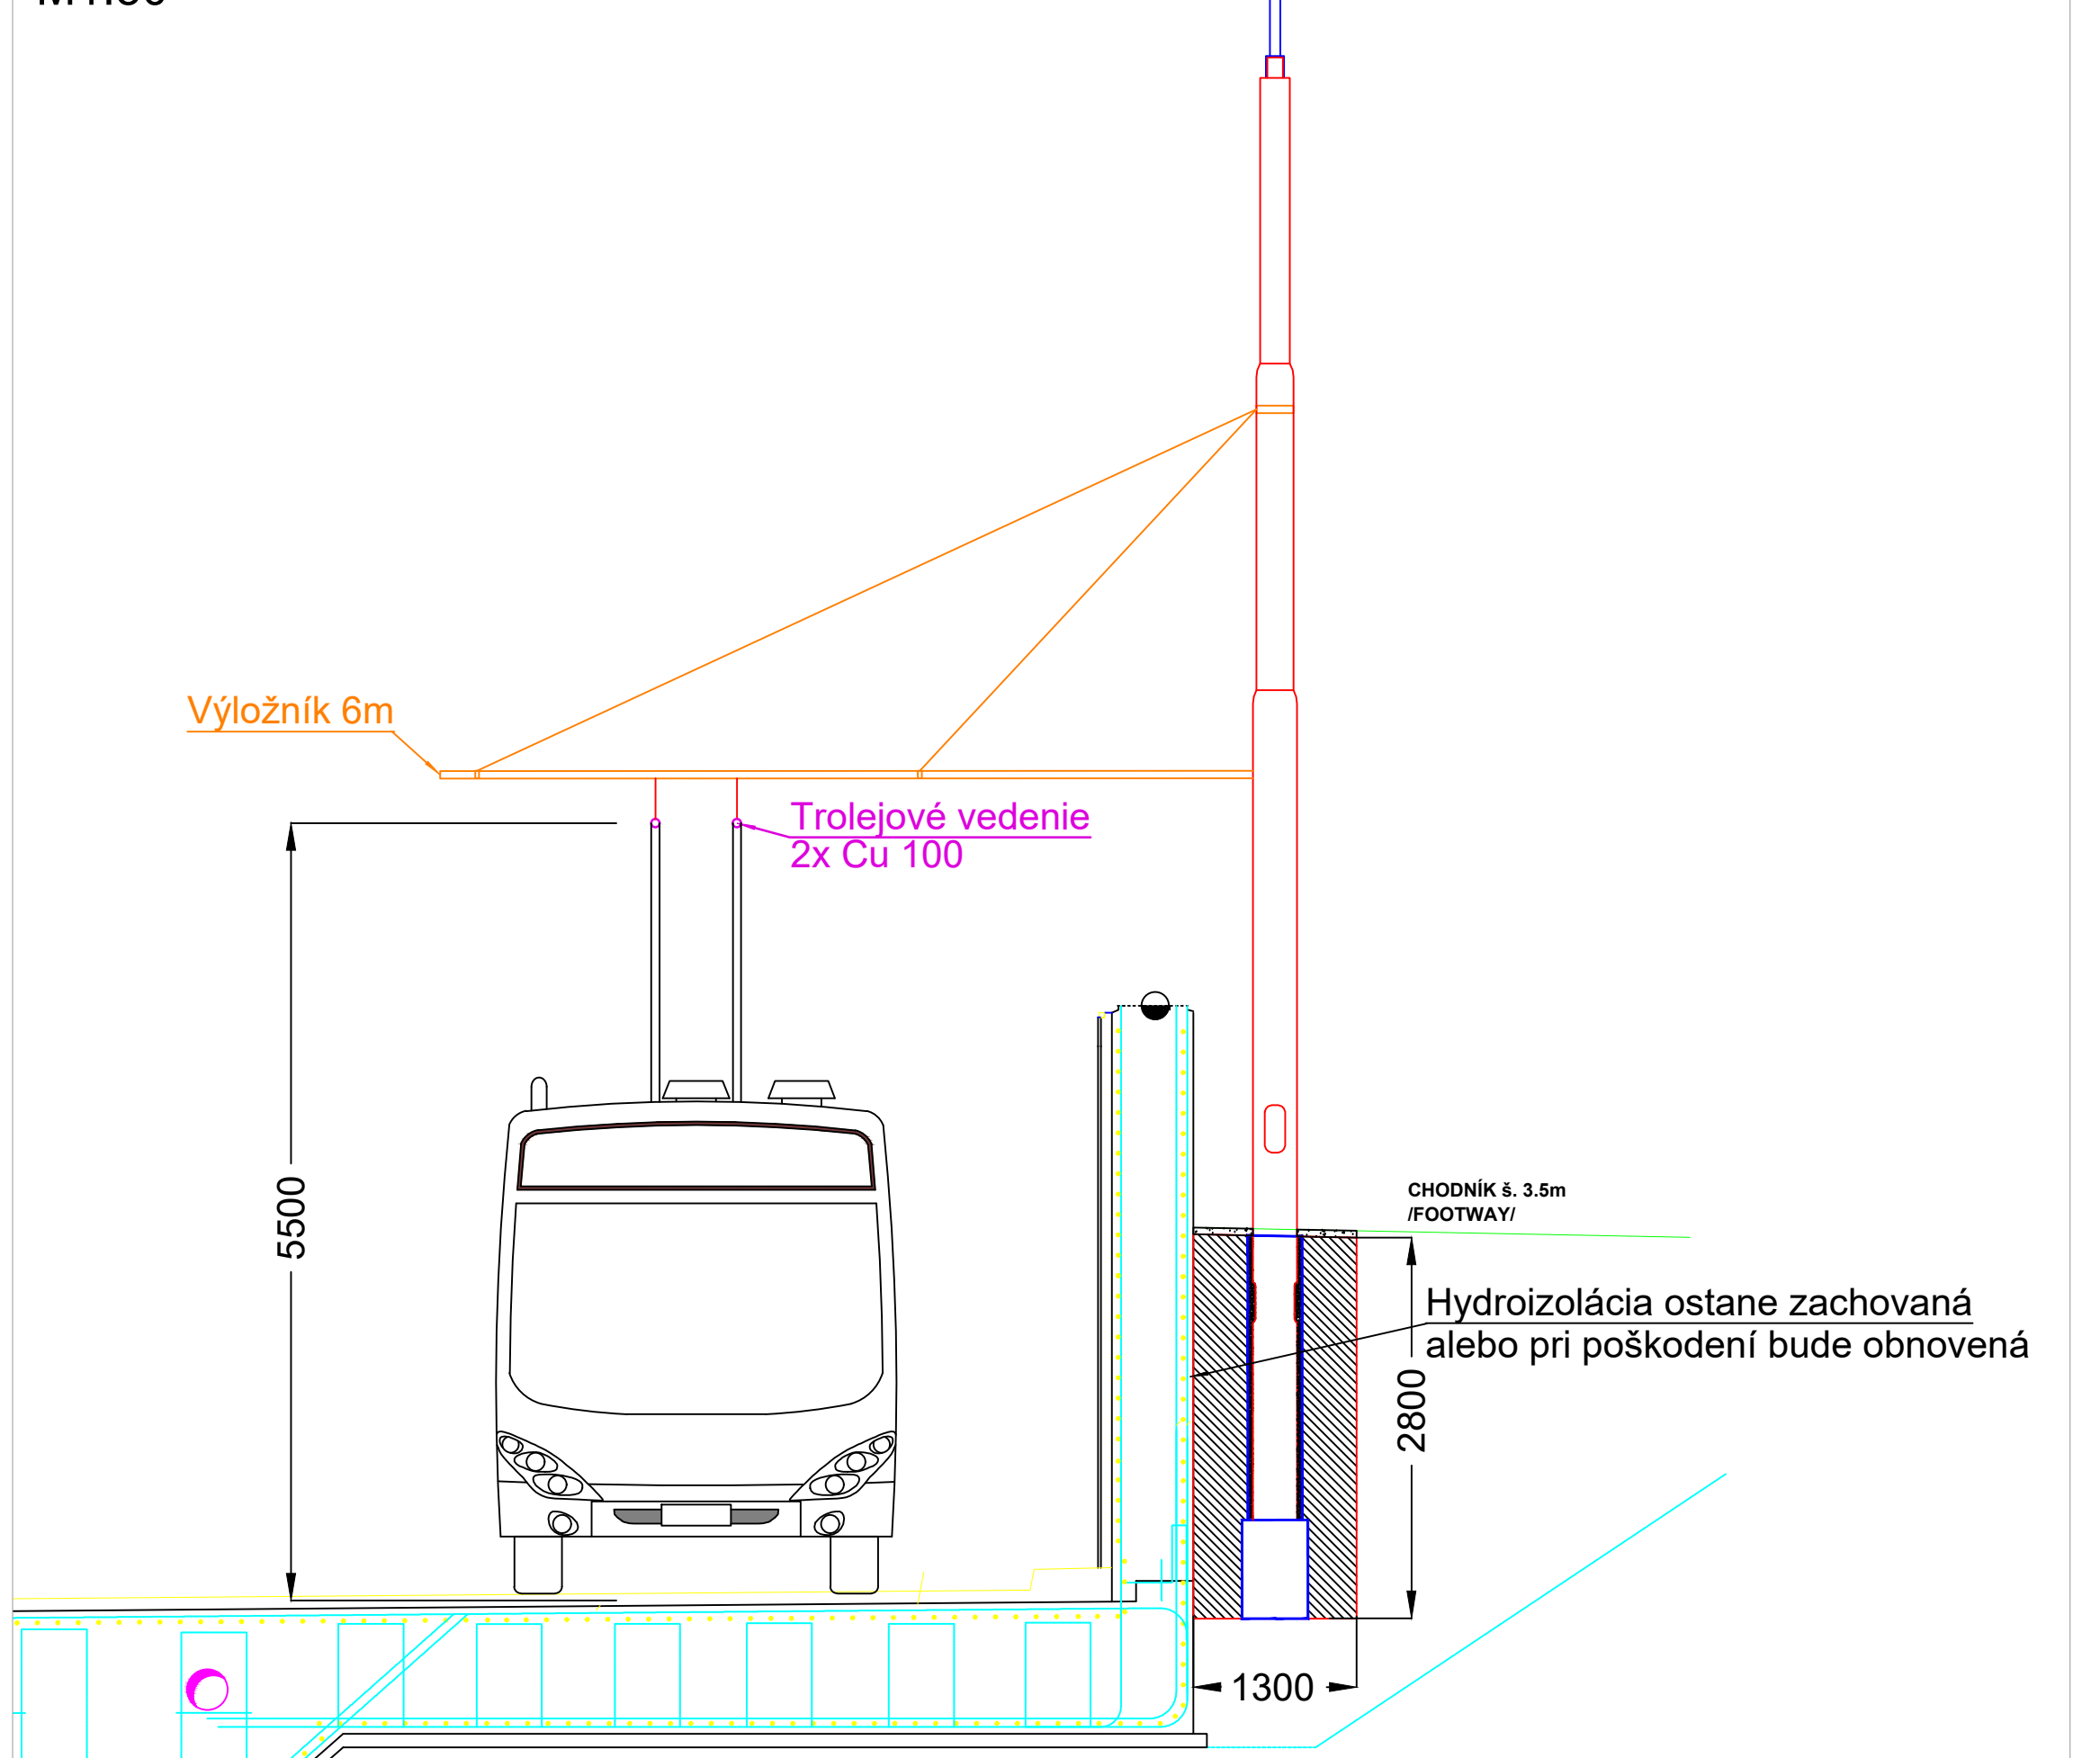 Výložník 6m
Trolejové vedenie
2x Cu 100
5500
CHODNÍK š. 3.5m
/FOOTWAY/
Hydroizolácia ostane zachovaná
alebo pri poškodení bude obnovená
2800
1300